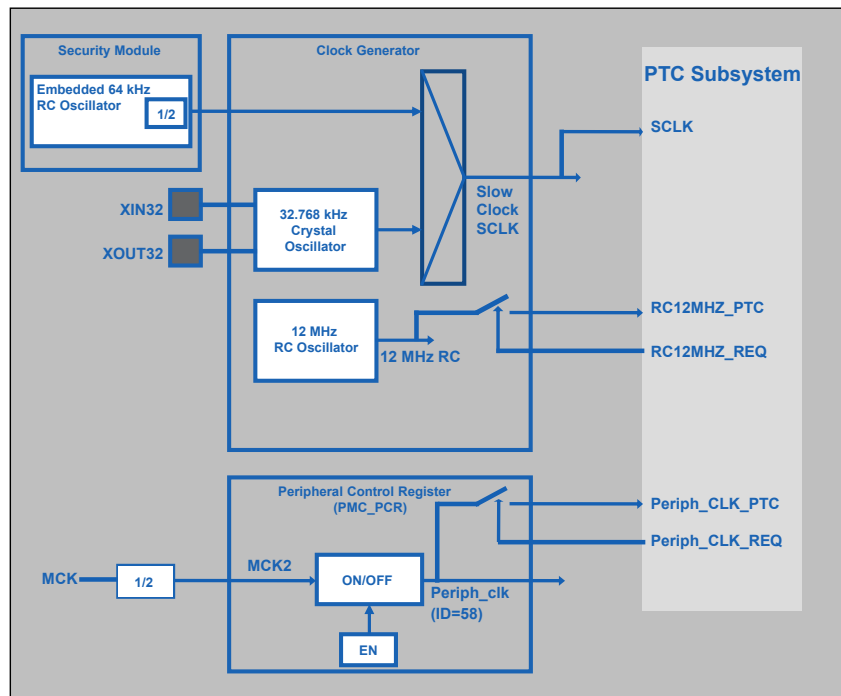 Security Module
Embedded 64 kHz
RC Oscillator
1/2
Clock Generator
PTC Subsystem
SCLK
XIN32
XOUT32
32.768 kHz
Crystal
Oscillator
Slow
Clock
SCLK
12 MHz
RC Oscillator
12 MHz RC
RC12MHZ_PTC
RC12MHZ_REQ
Peripheral Control Register
(PMC_PCR)
Periph_CLK_PTC
Periph_CLK_REQ
MCK
1/2
MCK2
ON/OFF
Periph_clk
(ID=58)
EN